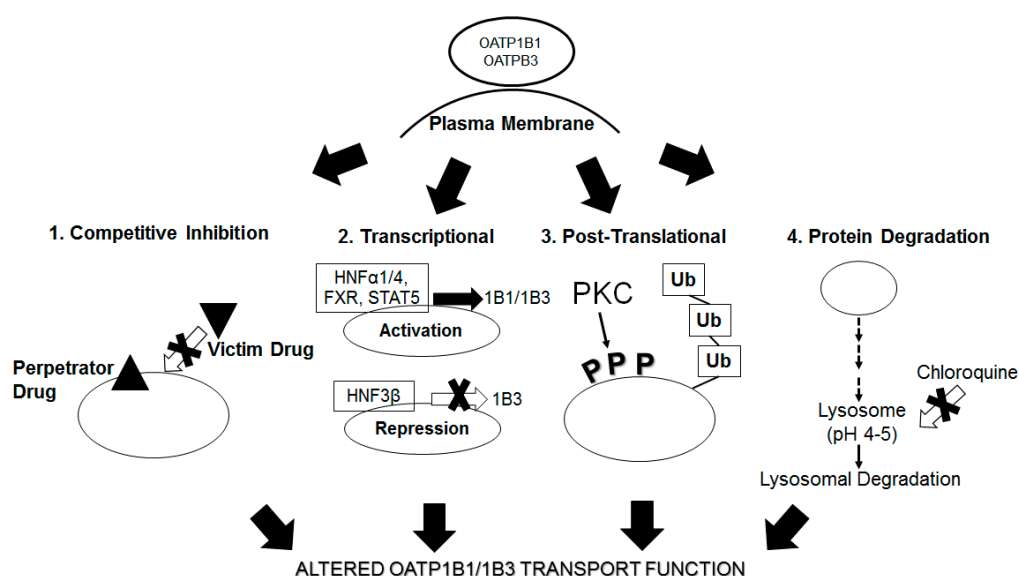 OATP1B1
OATPB3
Plasma Membrane
1. Competitive Inhibition
Victim Drug
Perpetrator
Drug
2. Transcriptional
HNFα1/4,
FXR, STAT5
1B1/1B3
Activation
HNF3β
1B3
Repression
3. Post-Translational
PKC
P P P
Ub
Ub
Ub
4. Protein Degradation
Chloroquine
Lysosome
(pH 4-5)
Lysosomal Degradation
ALTERED OATP1B1/1B3 TRANSPORT FUNCTION